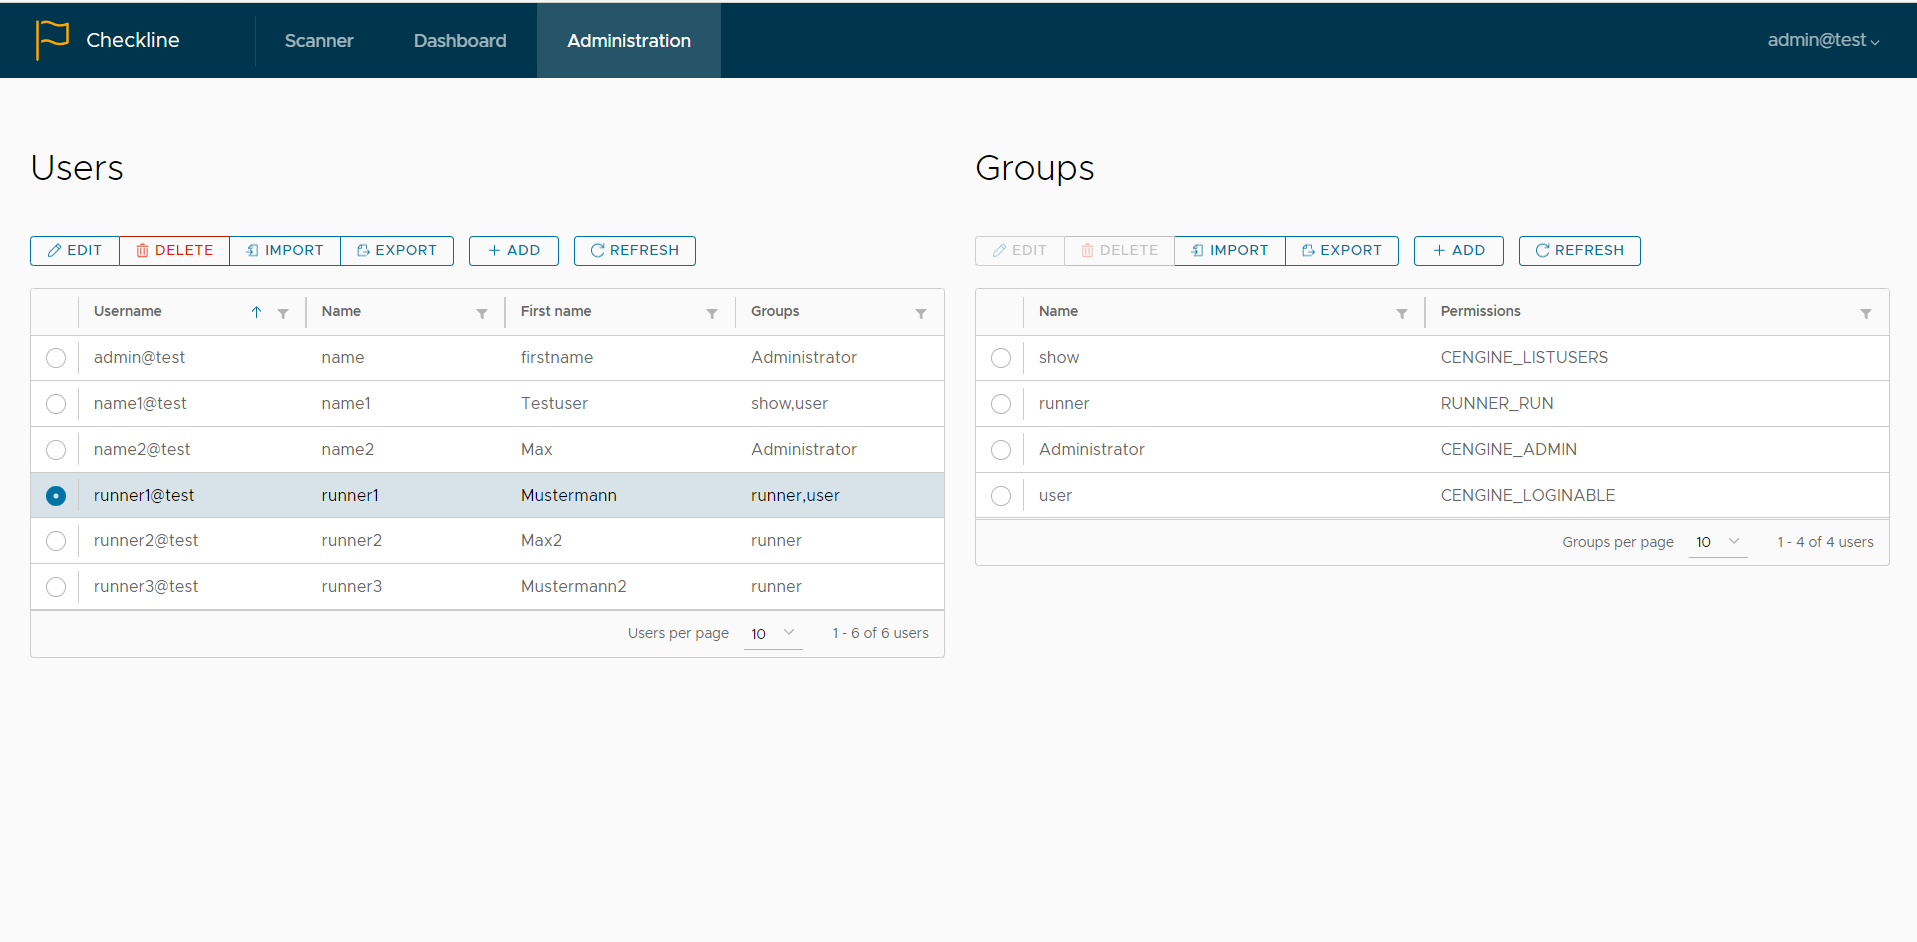 Checkline Scanner Dashboard Administration admin@test
Users
EDIT DELETE IMPORT EXPORT ADD REFRESH
Username Name First name Groups
admin@test name firstname Administrator
name1@test name1 Testuser show,user
name2@test name2 Max Administrator
runner1@test runner1 Mustermann runner,user
runner2@test runner2 Max2 runner
runner3@test runner3 Mustermann2 runner
Users per page 10 1 - 6 of 6 users
Groups
EDIT DELETE IMPORT EXPORT ADD REFRESH
Name Permissions
show CENGINE_LISTUSERS
runner RUNNER_RUN
Administrator CENGINE_ADMIN
user CENGINE_LOGINABLE
Groups per page 10 1 - 4 of 4 users